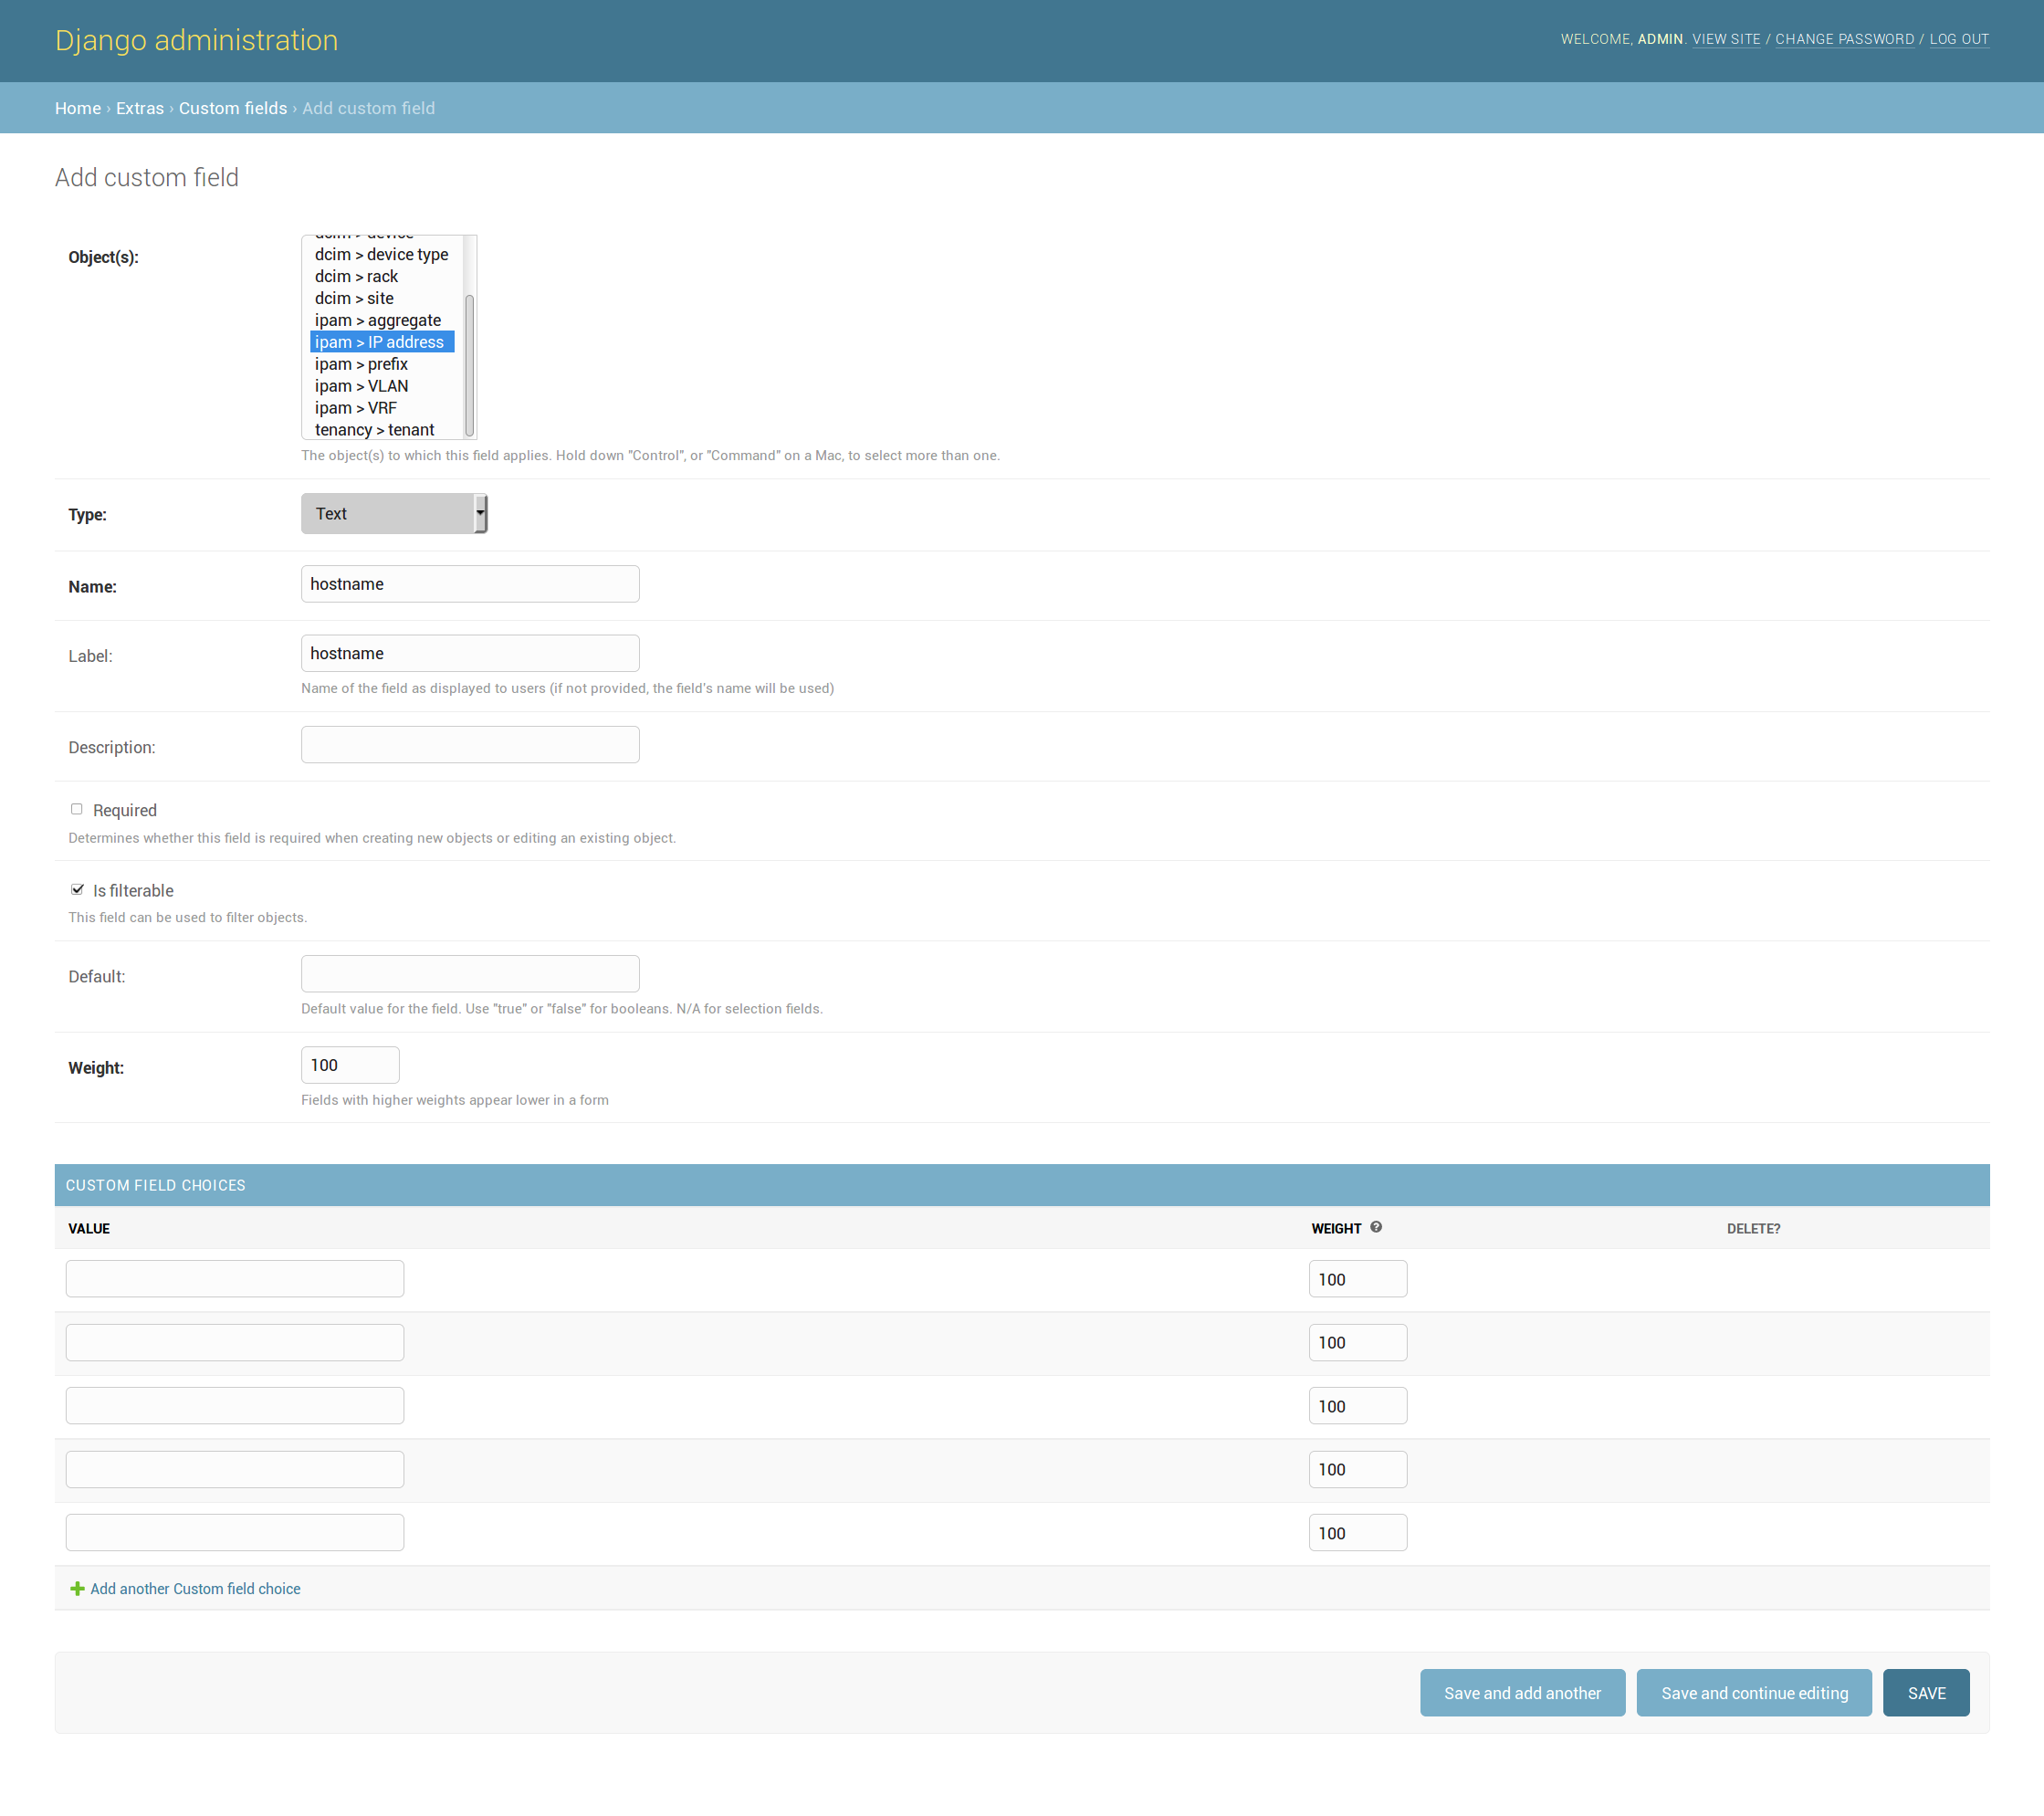 Django administration
WELCOME, ADMIN. VIEW SITE / CHANGE PASSWORD / LOG OUT
Home › Extras › Custom fields › Add custom field
Add custom field
Object(s):
dcim > device
dcim > device type
dcim > rack
dcim > site
ipam > aggregate
ipam > IP address
ipam > prefix
ipam > VLAN
ipam > VRF
tenancy > tenant
The object(s) to which this field applies. Hold down "Control", or "Command" on a Mac, to select more than one.
Type:
Text
Name:
hostname
Label:
hostname
Name of the field as displayed to users (if not provided, the field's name will be used)
Description:
Required
Determines whether this field is required when creating new objects or editing an existing object.
Is filterable
This field can be used to filter objects.
Default:
Default value for the field. Use "true" or "false" for booleans. N/A for selection fields.
Weight:
100
Fields with higher weights appear lower in a form
CUSTOM FIELD CHOICES
VALUE WEIGHT ? DELETE?
100
100
100
100
100
Add another Custom field choice
Save and add another Save and continue editing SAVE